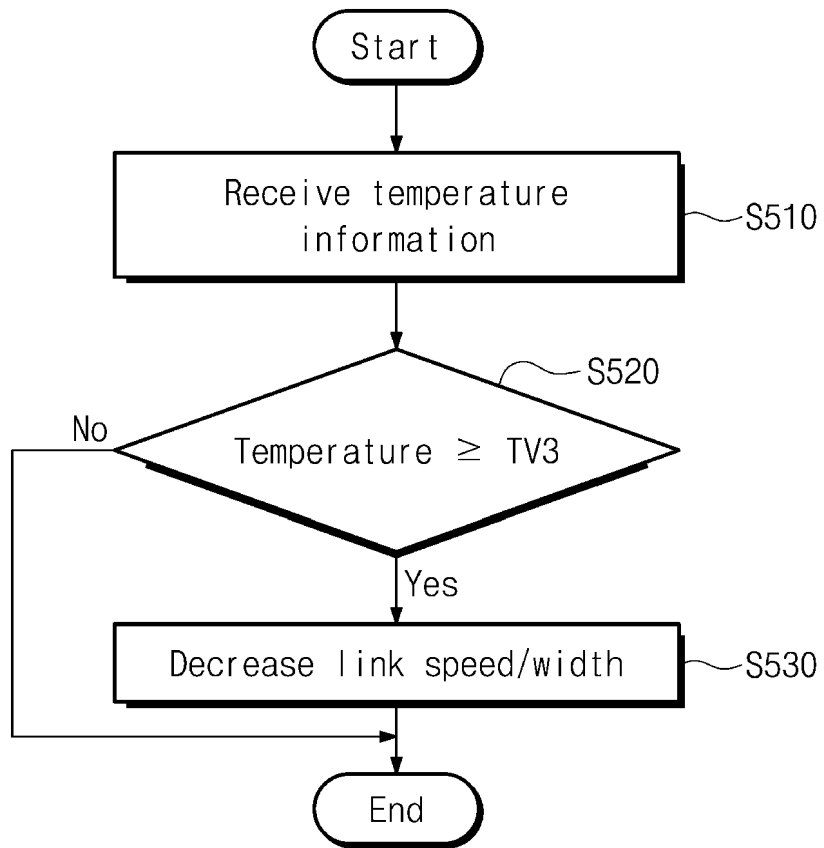 Start
Receive temperature
information
S510
S520
No
Temperature ≧ TV3
Yes
Decrease link speed/width
S530
End